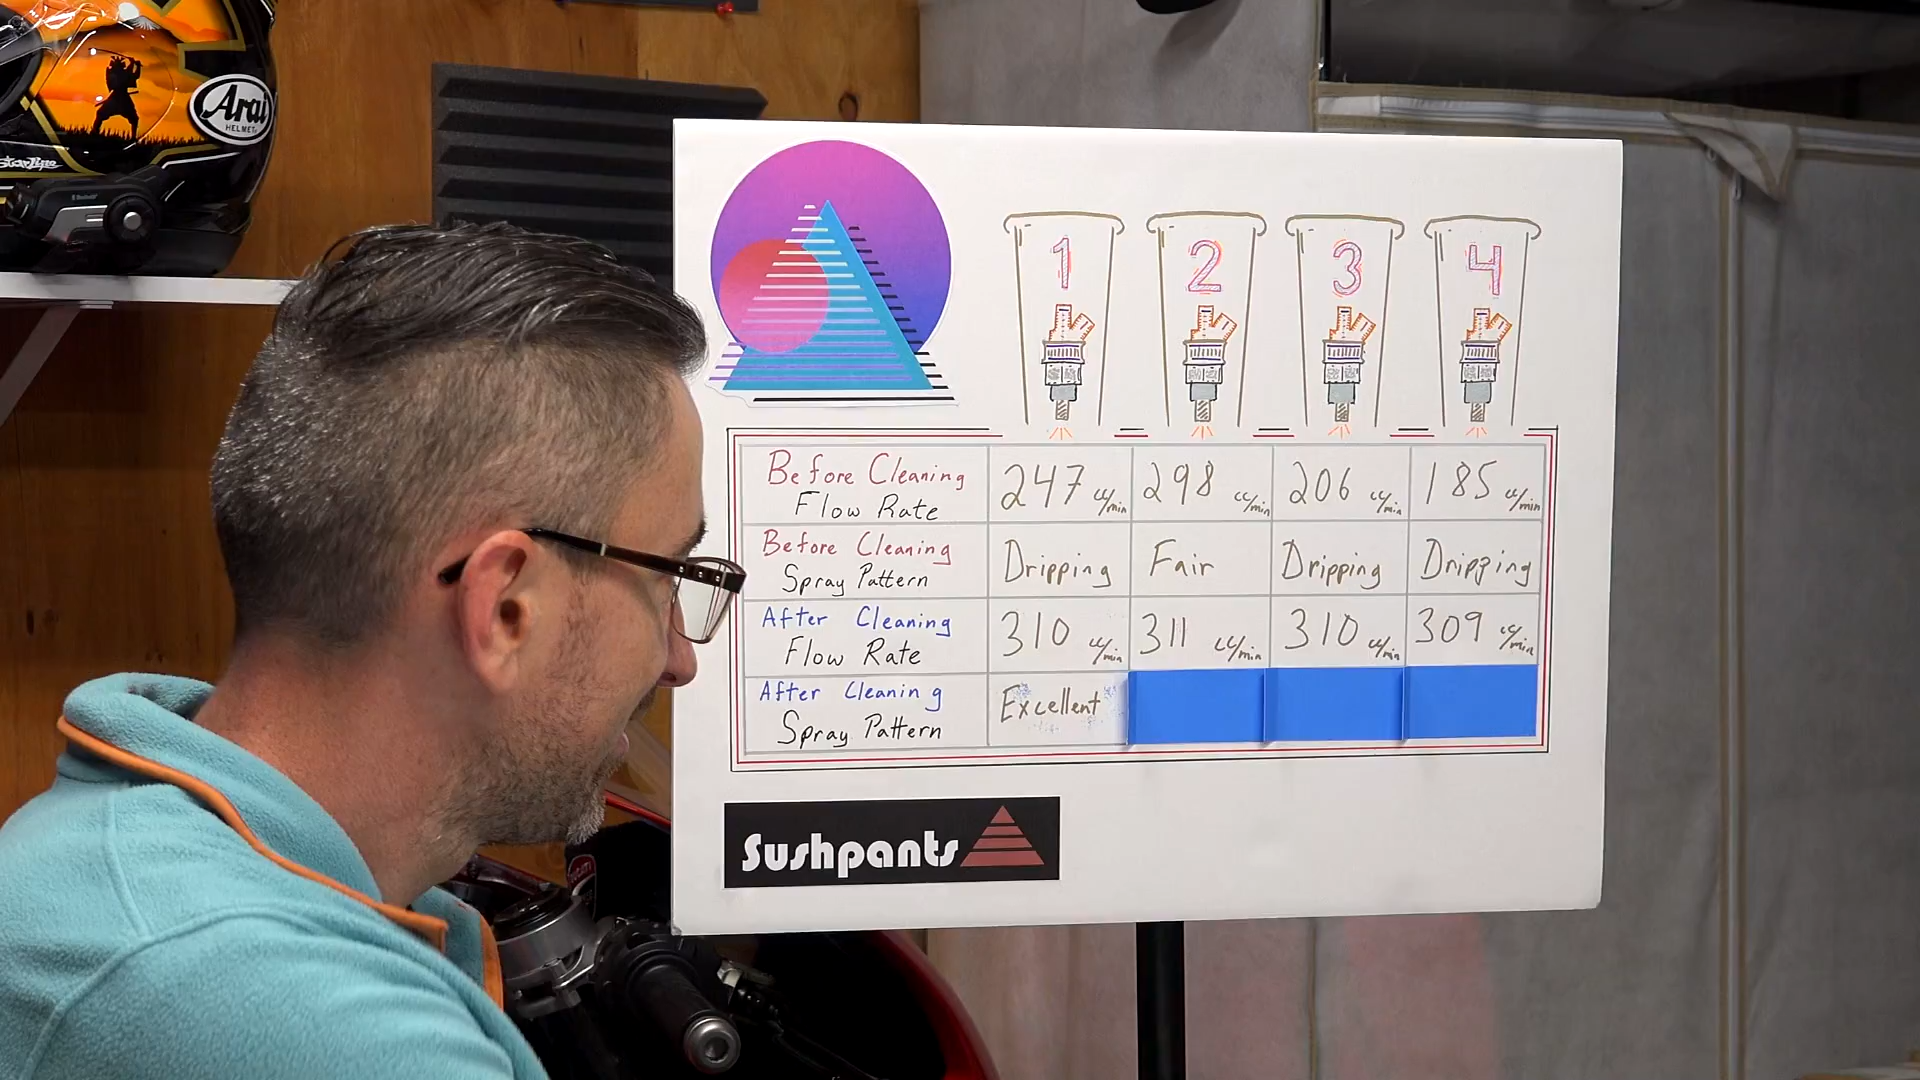 Arai
HELMET
1 2 3 4
Before Cleaning
Flow Rate
247 cc/min 298 cc/min 206 cc/min 185 cc/min
Before Cleaning
Spray Pattern
Dripping Fair Dripping Dripping
After Cleaning
Flow Rate
310 cc/min 311 cc/min 310 cc/min 309 cc/min
After Cleaning
Spray Pattern
Excellent
Sushpants